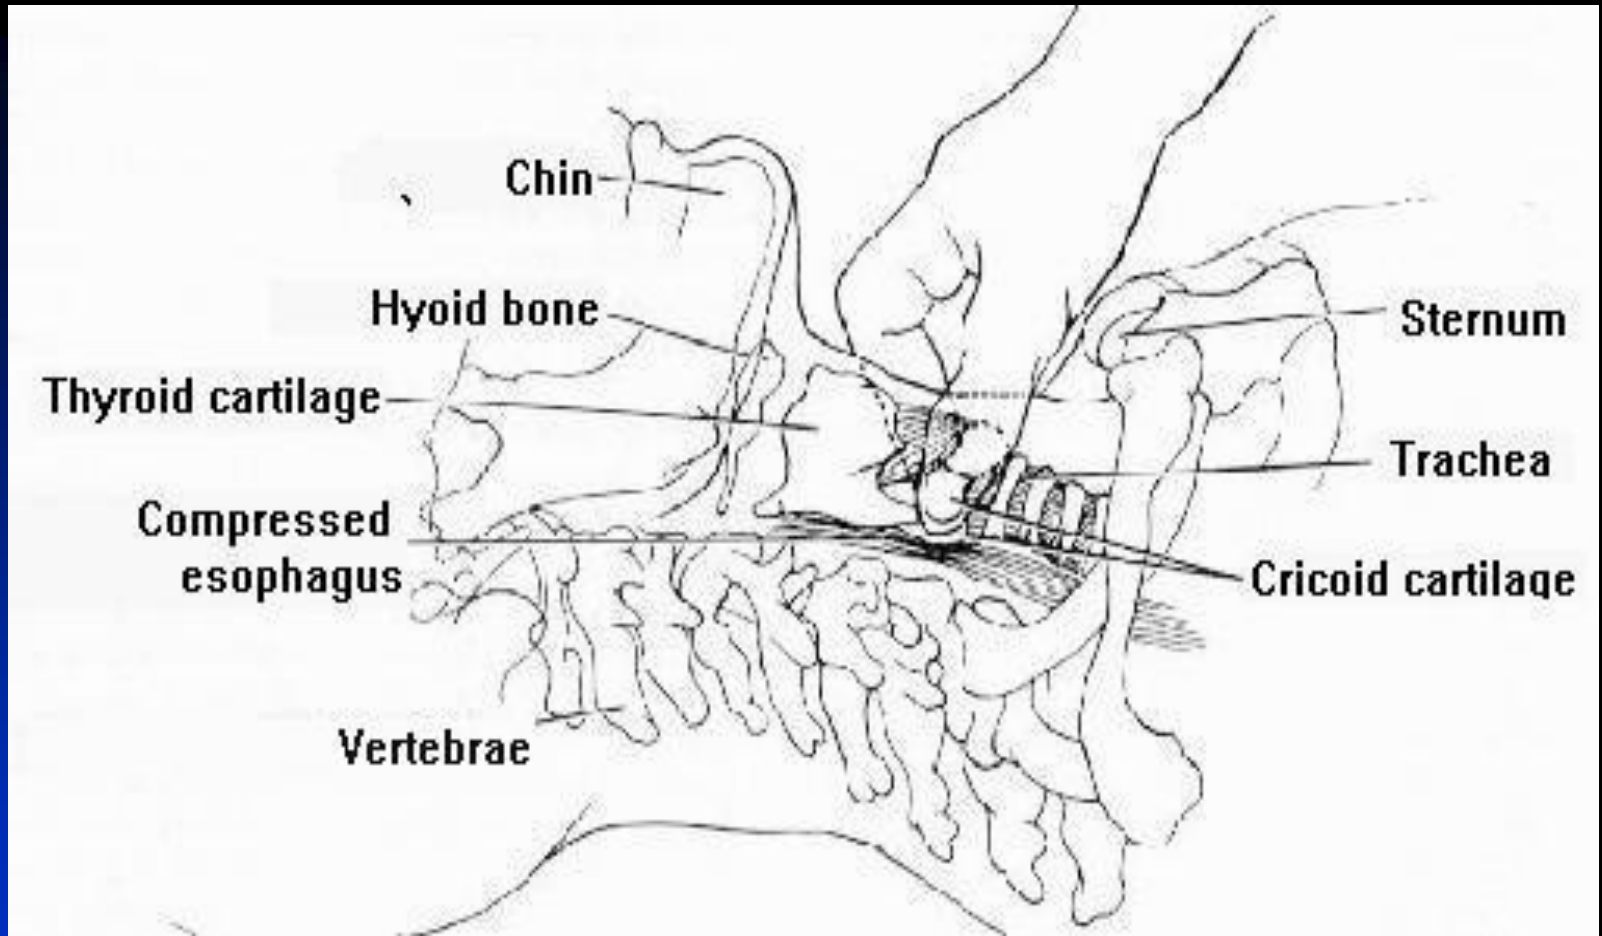 Chin
Hyoid bone
Thyroid cartilage
Compressed
esophagus
Vertebrae
Sternum
Trachea
Cricoid cartilage